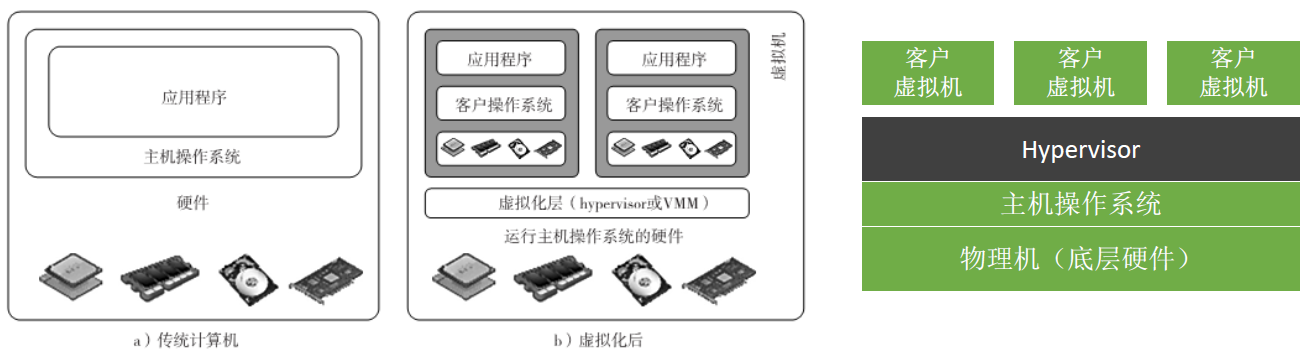 应用程序
主机操作系统
硬件
a）传统计算机
应用程序
客户操作系统
应用程序
客户操作系统
虚拟机
虚拟化层（hypervisor或VMM）
运行主机操作系统的硬件
b）虚拟化后
客户
虚拟机
客户
虚拟机
客户
虚拟机
Hypervisor
主机操作系统
物理机（底层硬件）